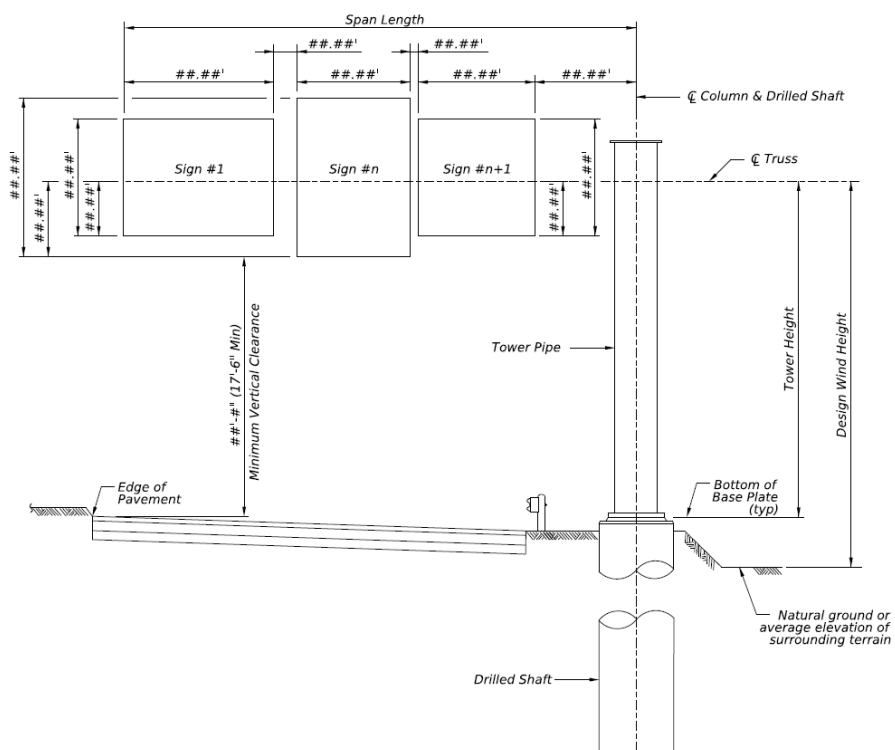 Span Length
##.##'
##.##'
##.##'
##.##'
##.##'
##.##'
℄ Column & Drilled Shaft
Sign #1
Sign #n
Sign #n+1
℄ Truss
##.##'
##.##'
##.##'
##.##'
##.##'
##.##'
Tower Pipe
Tower Height
Design Wind Height
##'-#" (17'-6" Min)
Minimum Vertical Clearance
Edge of
Pavement
Bottom of
Base Plate
(typ)
Natural ground or
average elevation of
surrounding terrain
Drilled Shaft